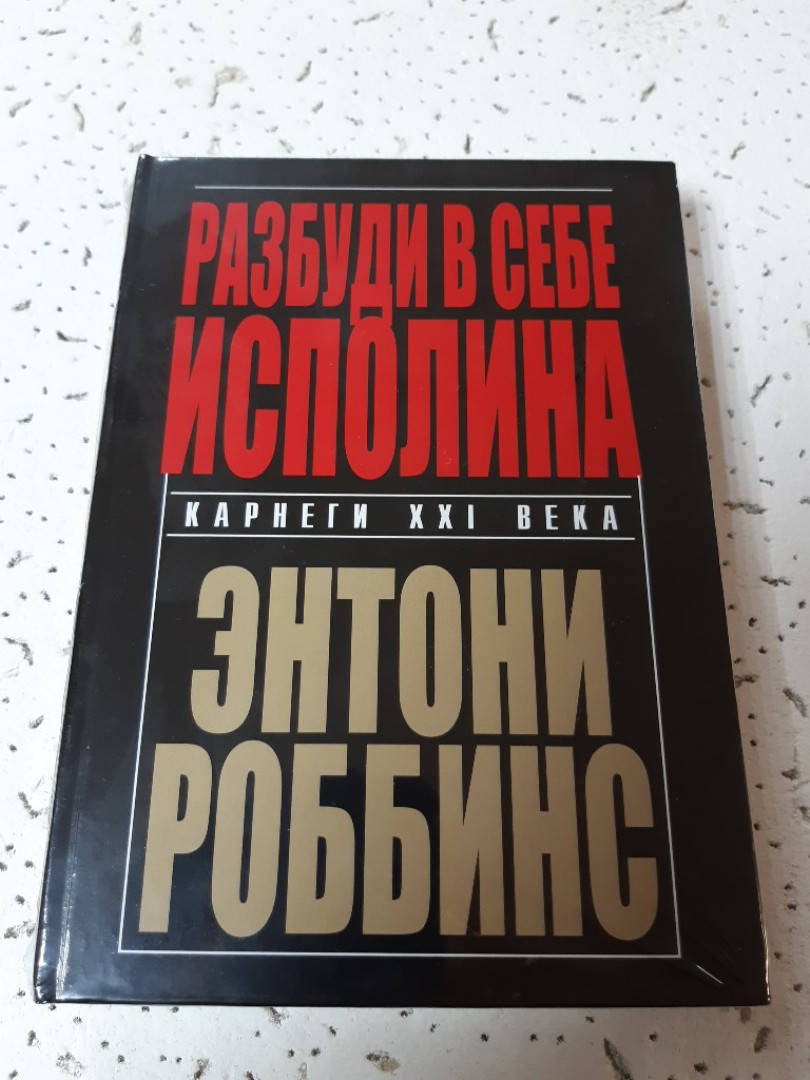 РАЗБУДИ В СЕБЕ
ИСПОЛИНА
КАРНЕГИ XXI ВЕКА
ЭНТОНИ
РОББИНС